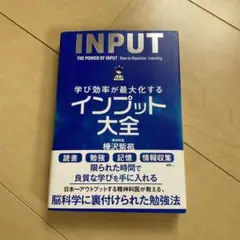 INPUT
THE POWER OF INPUT How to Maximize Learning
学び効率が最大化する
インプット
大全
精神科医
樺沢紫苑
読書 勉強 記憶 情報収集
限られた時間で
良質な学びを手に入れる
日本一アウトプットする精神科医が教える、
脳科学に裏付けられた勉強法